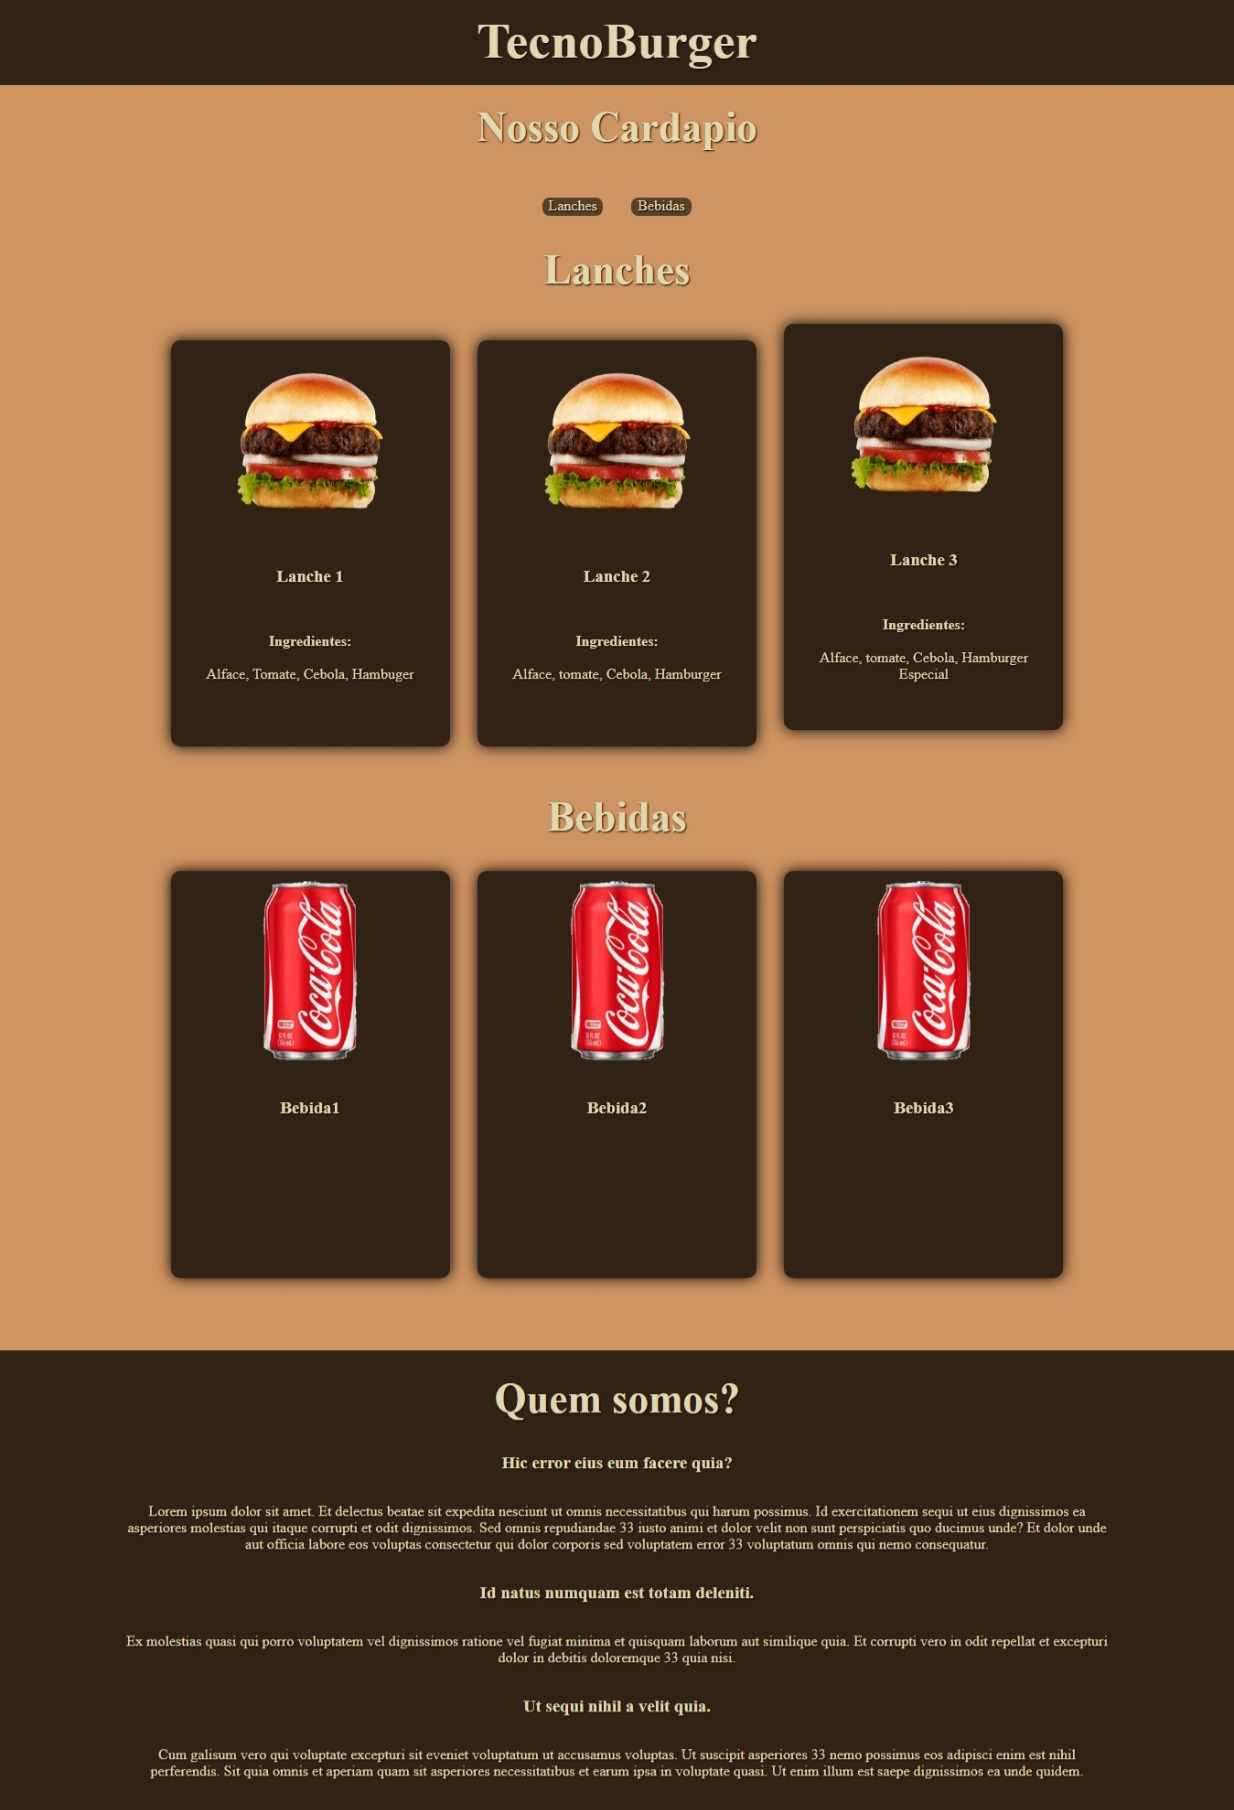 TecnoBurger
Nosso Cardapio
Lanches
Bebidas
Lanches
Lanche 1
Ingredientes:
Alface, Tomate, Cebola, Hambuger
Lanche 2
Ingredientes:
Alface, tomate, Cebola, Hamburger
Lanche 3
Ingredientes:
Alface, tomate, Cebola, Hamburger
Especial
Bebidas
Coca-Cola
Bebida1
Coca-Cola
Bebida2
Coca-Cola
Bebida3
Quem somos?
Hic error eius eum facere quia?
Lorem ipsum dolor sit amet. Et delectus beatae sit expedita nesciunt ut omnis necessitatibus qui harum possimus. Id exercitationem sequi ut eius dignissimos ea
asperiores molestias qui itaque corrupti et odit dignissimos. Sed omnis repudiandae 33 iusto animi et dolor velit non sunt perspiciatis quo ducimus unde? Et dolor unde
aut officia labore eos voluptas consectetur qui dolor corporis sed voluptatem error 33 voluptatum omnis qui nemo consequatur.
Id natus numquam est totam deleniti.
Ex molestias quasi qui porro voluptatem vel dignissimos ratione vel fugiat minima et quisquam laborum aut similique quia. Et corrupti vero in odit repellat et excepturi
dolor in debitis doloremque 33 quia nisi.
Ut sequi nihil a velit quia.
Cum galisum vero qui voluptate excepturi sit eveniet voluptatum ut accusamus voluptas. Ut suscipit asperiores 33 nemo possimus eos adipisci enim est nihil
perferendis. Sit quia omnis et aperiam quam sit asperiores necessitatibus et earum ipsa in voluptate quasi. Ut enim illum est saepe dignissimos ea unde quidem.